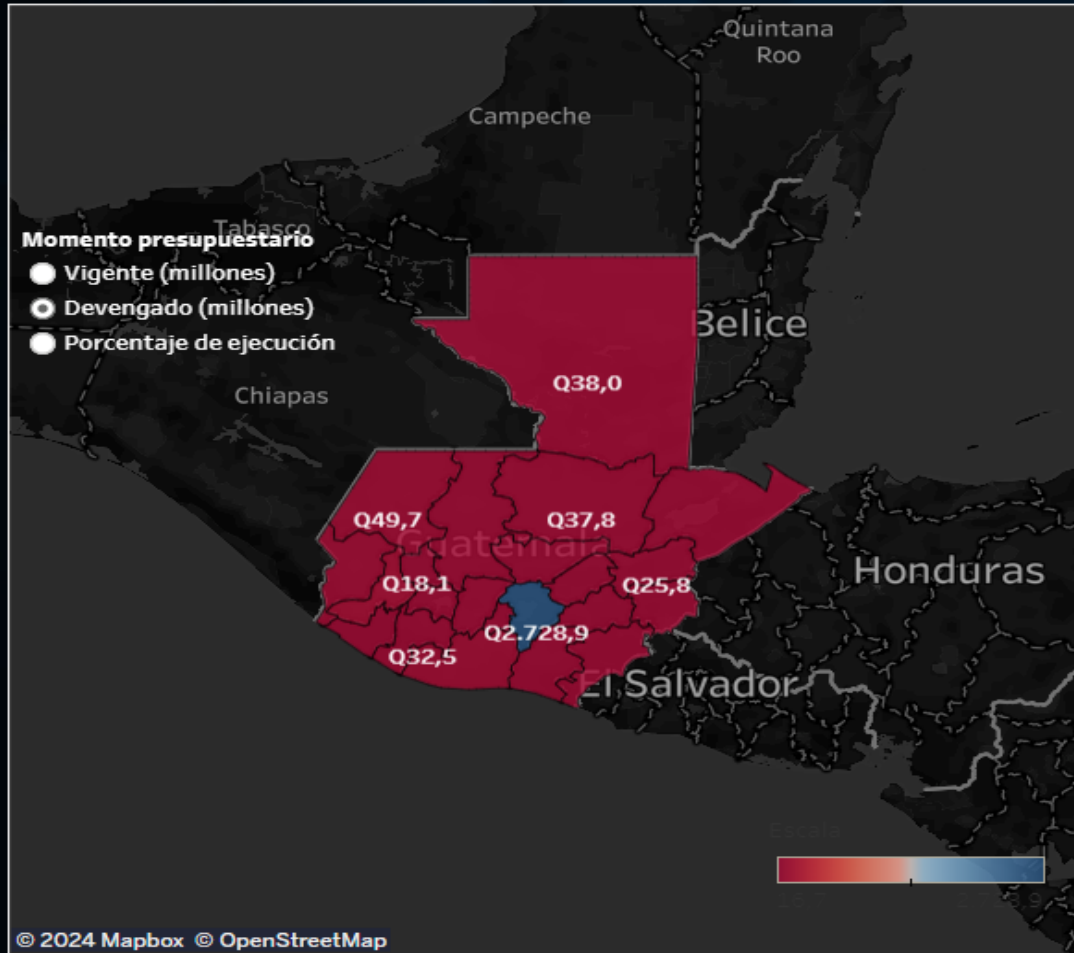 Quintana
Roo
Campeche
Tabasco
Momento presupuestario
Vigente (millones)
Devengado (millones)
Porcentaje de ejecución
Belice
Chiapas
Q38,0
Q49,7
Q37,8
Guatemala
Q18,1
Q25,8
Honduras
Q2.728,9
Q32,5
El Salvador
Escala
© 2024 Mapbox © OpenStreetMap